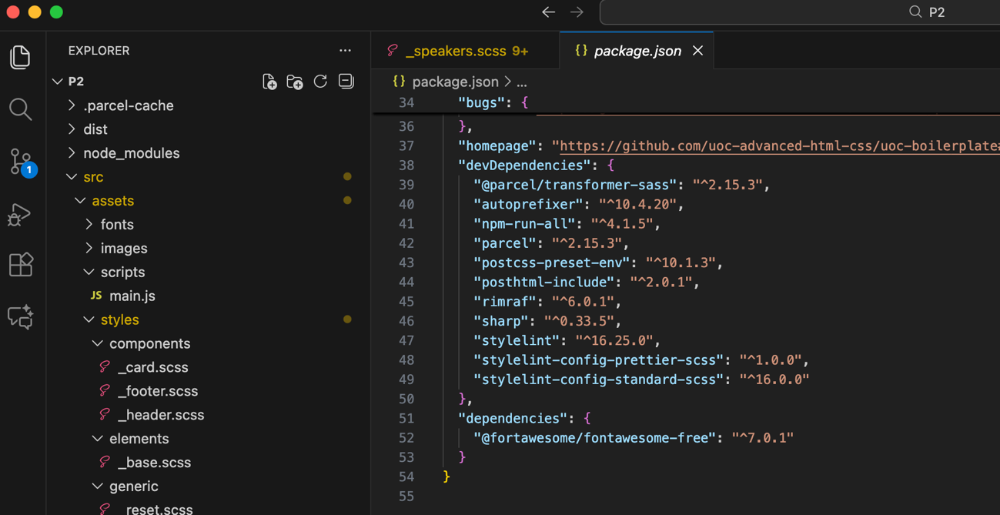 P2
EXPLORER
P2
.parcel-cache
dist
node_modules
1
src
assets
fonts
images
scripts
JS main.js
styles
components
_card.scss
_footer.scss
_header.scss
elements
_base.scss
generic
_reset.scss
_speakers.scss 9+
{} package.json
{} package.json > ...
34 "bugs": {
36 },
37 "homepage": "https://github.com/uoc-advanced-html-css/uoc-boilerplate#
38 "devDependencies": {
39 "@parcel/transformer-sass": "^2.15.3",
40 "autoprefixer": "^10.4.20",
41 "npm-run-all": "^4.1.5",
42 "parcel": "^2.15.3",
43 "postcss-preset-env": "^10.1.3",
44 "posthtml-include": "^2.0.1",
45 "rimraf": "^6.0.1",
46 "sharp": "^0.33.5",
47 "stylelint": "^16.25.0",
48 "stylelint-config-prettier-scss": "^1.0.0",
49 "stylelint-config-standard-scss": "^16.0.0"
50 },
51 "dependencies": {
52 "@fortawesome/fontawesome-free": "^7.0.1"
53 }
54 }
55